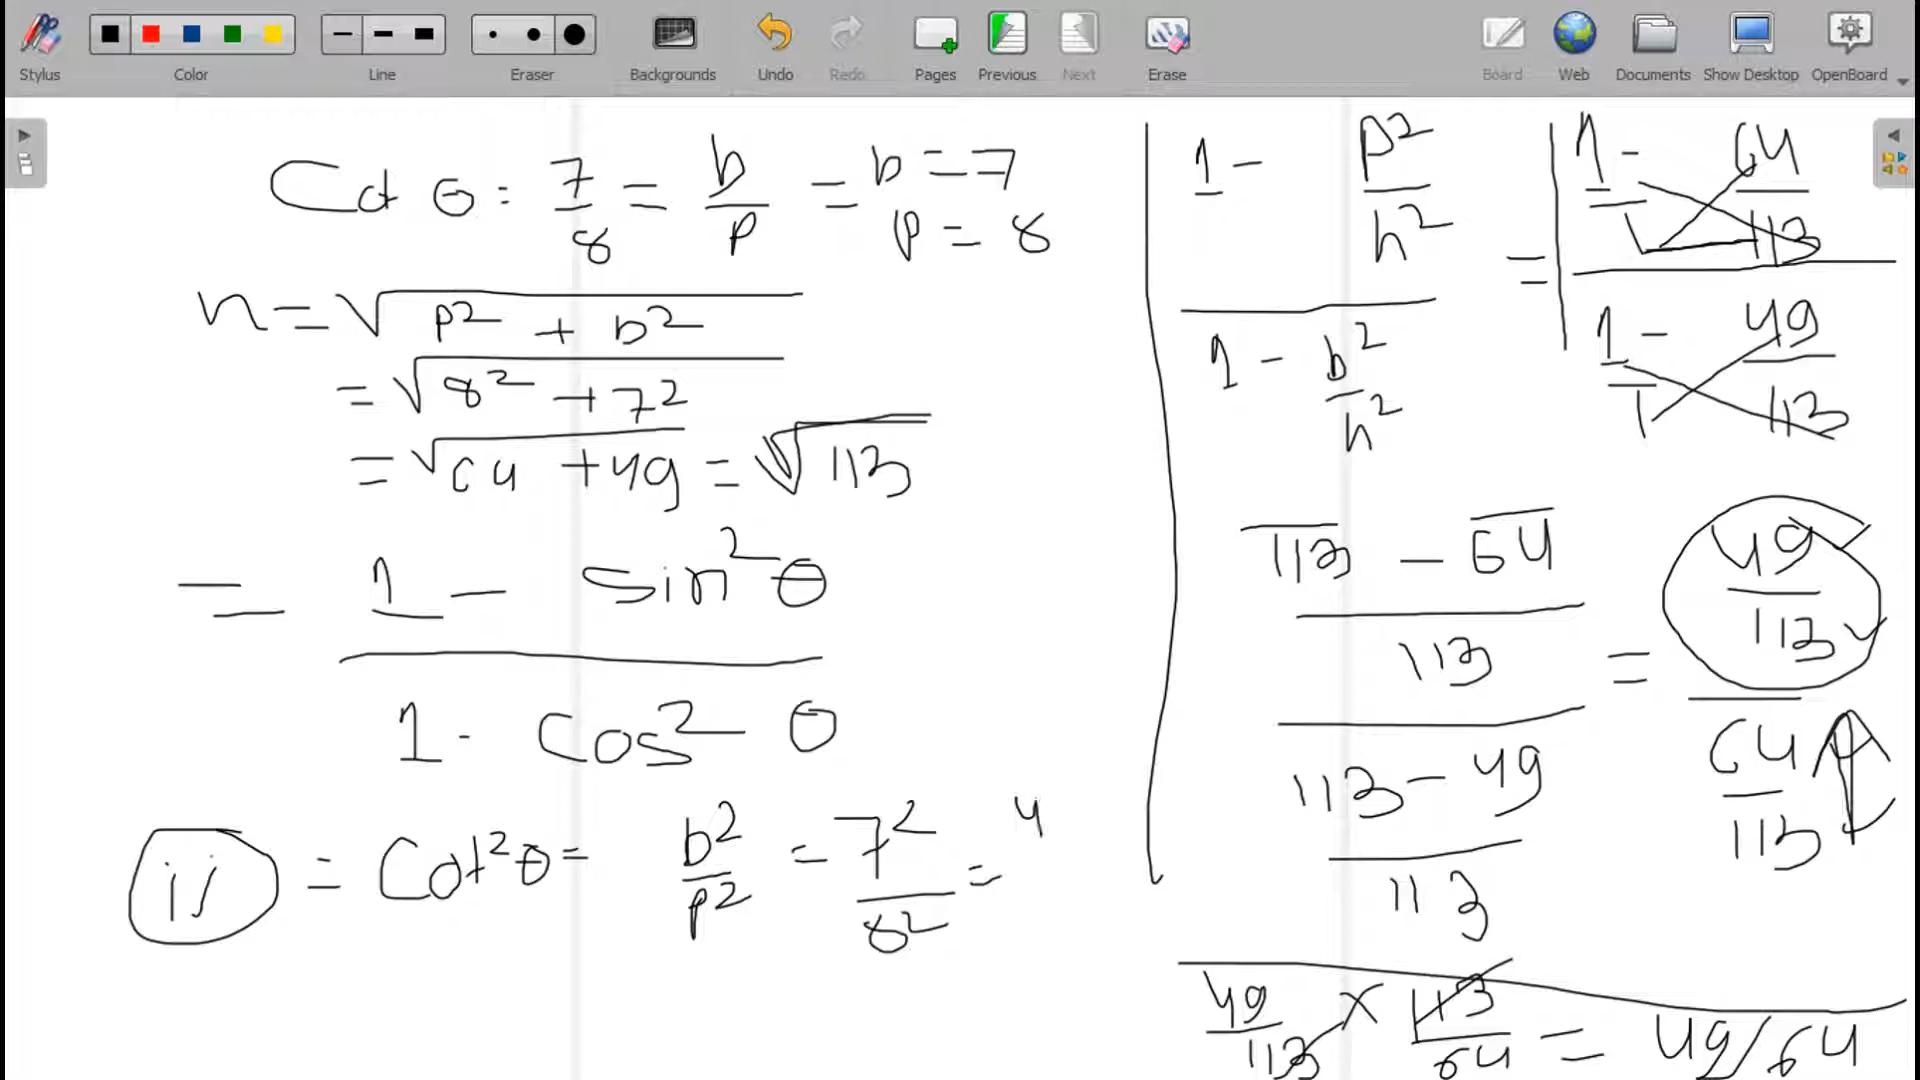 Stylus Color Line Eraser Backgrounds Undo Redo Pages Previous Next Erase Board Web Documents Show Desktop OpenBoard
Cot θ = 7/8 = b/p = b = 7
p = 8
h = √p² + b²
= √8² + 7²
= √64 + 49 = √113
= 1 - sin²θ
1 - cos² θ
ii = Cot²θ = b²/p² = 7²/8² = 4
1 - p²/h²
1 - b²/h²
= 1/1 - 64/113
1/1 - 49/113
113 - 64
113
113 - 49
113
= 49/113
64/113
49/113 × 113/64 = 49/64